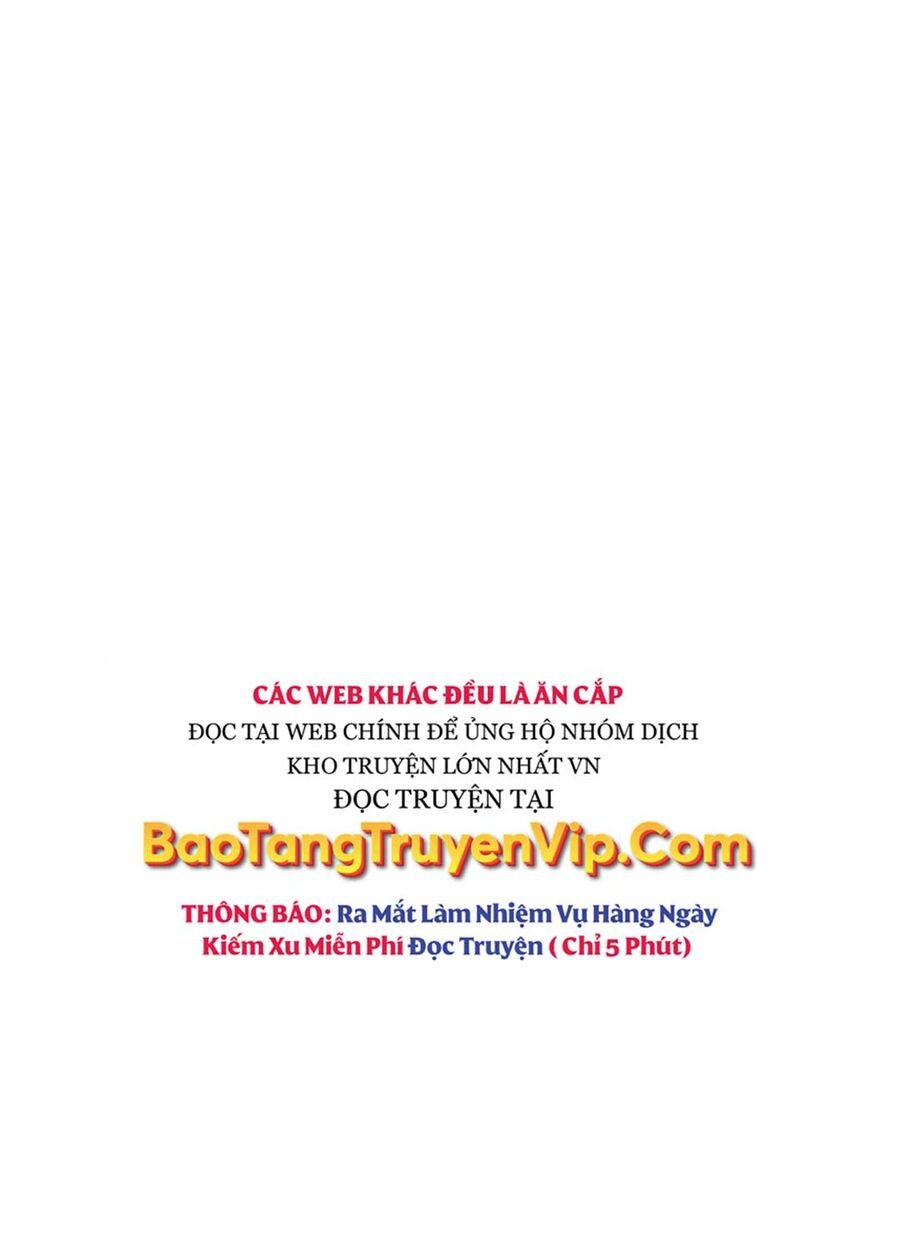 CÁC WEB KHÁC ĐỀU LÀ ĂN CẮP
ĐỌC TẠI WEB CHÍNH ĐỂ ỦNG HỘ NHÓM DỊCH
KHO TRUYỆN LỚN NHẤT VN
ĐỌC TRUYỆN TẠI
BaoTangTruyenVip.Com
THÔNG BÁO: Ra Mắt Làm Nhiệm Vụ Hàng Ngày
Kiếm Xu Miễn Phí Đọc Truyện ( Chỉ 5 Phút)